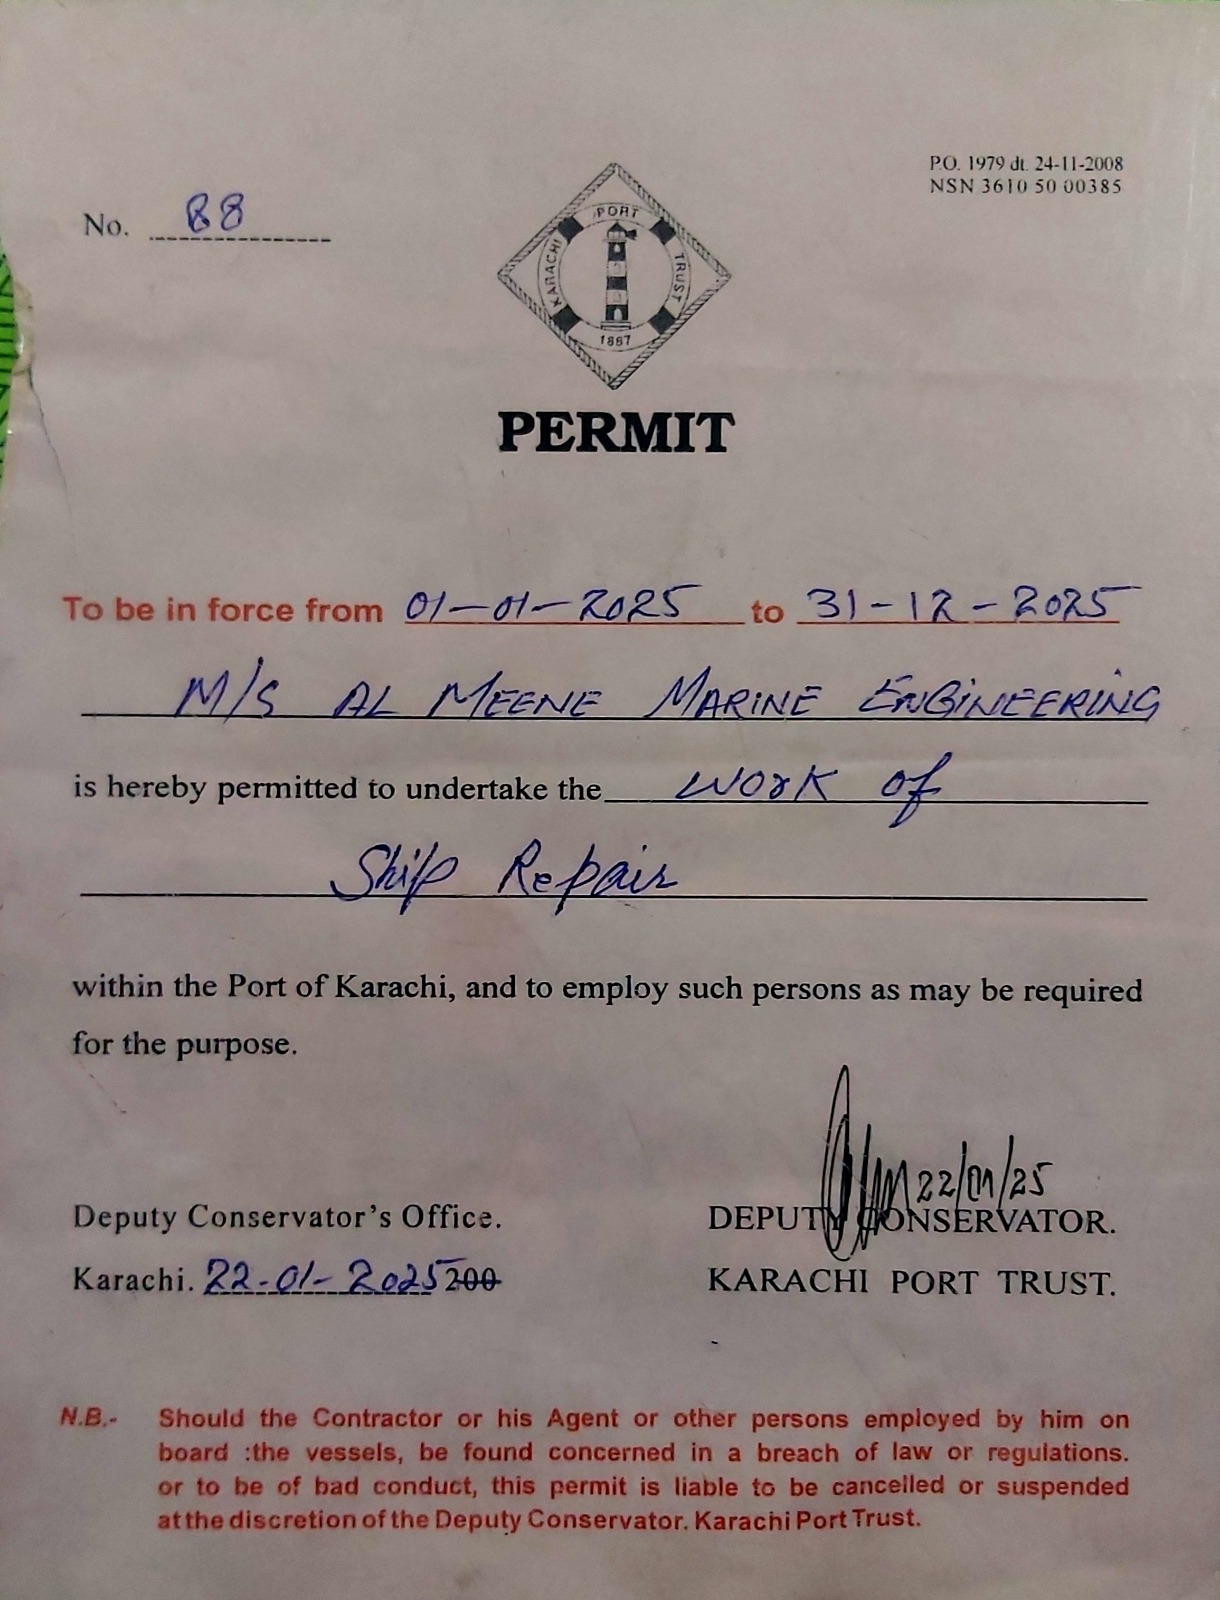 P.O. 1979 dt. 24-11-2008
NSN 3610 50 00385
No. 88
KARACHI PORT TRUST
1887
PERMIT
To be in force from 01-01-2025 to 31-12-2025
M/S AL MEENE MARINE ENGINEERING
is hereby permitted to undertake the work of
Ship Repair
within the Port of Karachi, and to employ such persons as may be required
for the purpose.
22/01/25
Deputy Conservator's Office. DEPUTY CONSERVATOR.
Karachi. 22-01-2025 200 KARACHI PORT TRUST.
N.B.- Should the Contractor or his Agent or other persons employed by him on
board :the vessels, be found concerned in a breach of law or regulations.
or to be of bad conduct, this permit is liable to be cancelled or suspended
at the discretion of the Deputy Conservator. Karachi Port Trust.